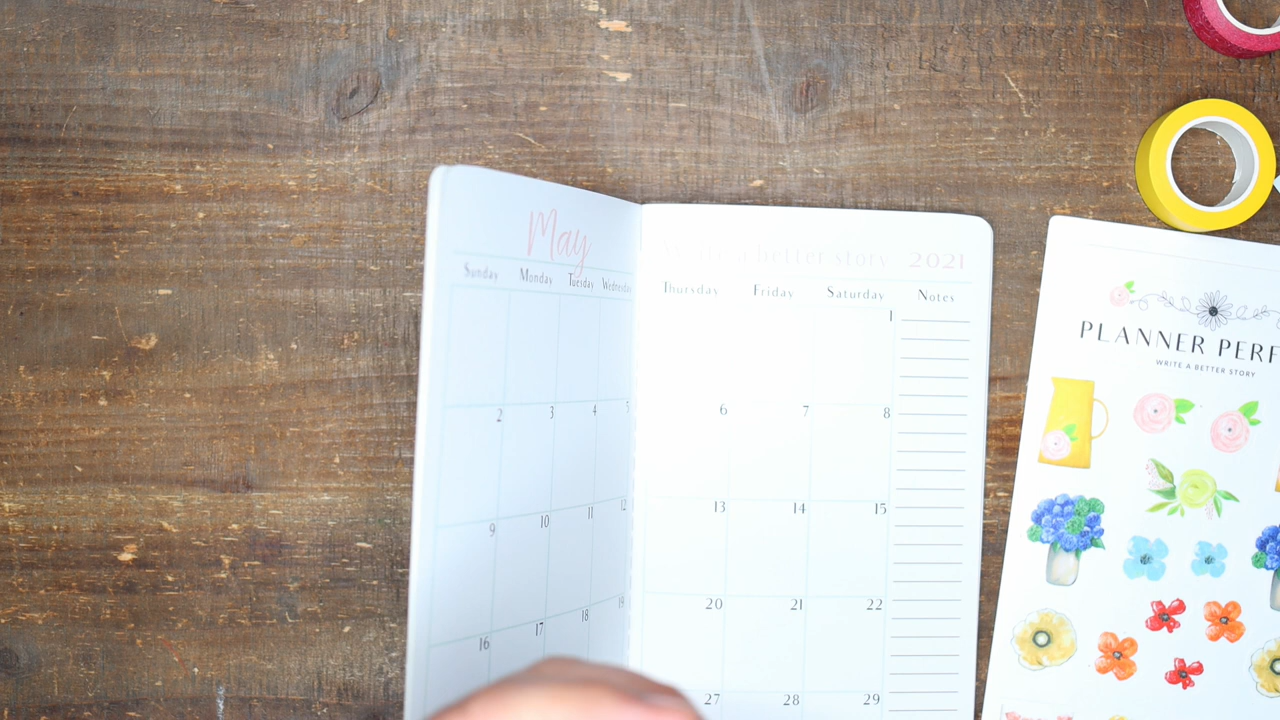 May
Sunday Monday Tuesday Wednesday
2 3 4 5
9 10 11 12
16 17 18 19
Write a better story 2021
Thursday Friday Saturday Notes
1
6 7 8
13 14 15
20 21 22
27 28 29
PLANNER PERF
WRITE A BETTER STORY